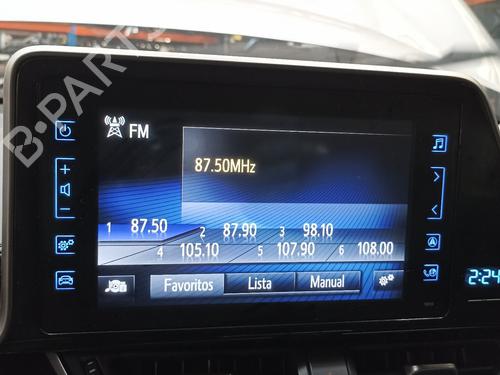 B-PARTS
FM
87.50MHz
1 87.50 2 87.90 3 98.10
4 105.10 5 107.90 6 108.00
Favoritos Lista Manual
2:24